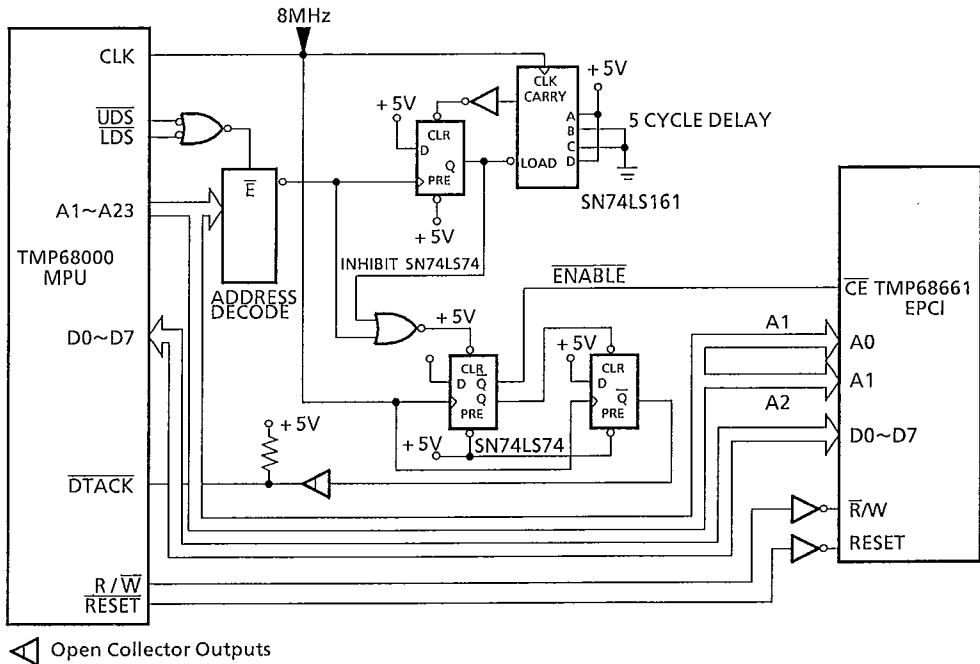 8MHz
CLK
+5V
CLK
CARRY
+5V
UDS
LDS
CLR
D
Q
PRE
A
B
C
D
5 CYCLE DELAY
LOAD
E
+5V
SN74LS161
A1~A23
TMP68000
MPU
INHIBIT SN74LS74
ADDRESS
DECODE
ENABLE
CE TMP68661
EPCI
D0~D7
+5V
A1
A0
+5V
CLR
D Q
Q
PRE
CLR
D
Q
PRE
A1
A2
+5V
+5V
SN74LS74
D0~D7
DTACK
R/W
RESET
R/W
RESET
Open Collector Outputs